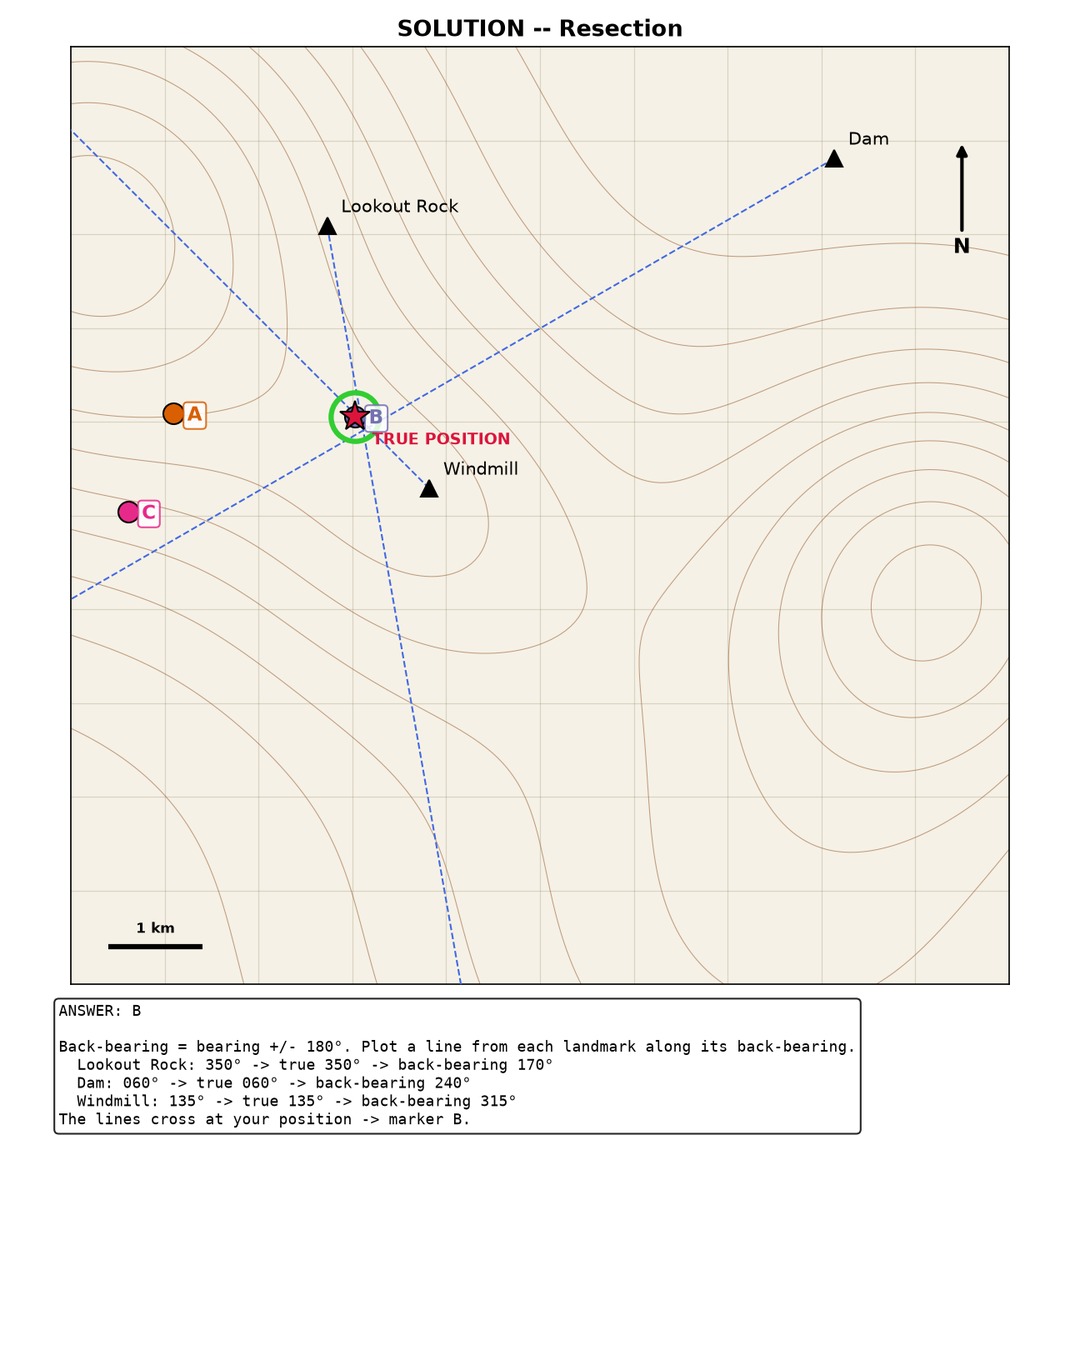 SOLUTION -- Resection
Dam
Lookout Rock
N
A
B
TRUE POSITION
Windmill
C
1 km
ANSWER: B
Back-bearing = bearing +/- 180°. Plot a line from each landmark along its back-bearing.
Lookout Rock: 350° -> true 350° -> back-bearing 170°
Dam: 060° -> true 060° -> back-bearing 240°
Windmill: 135° -> true 135° -> back-bearing 315°
The lines cross at your position -> marker B.